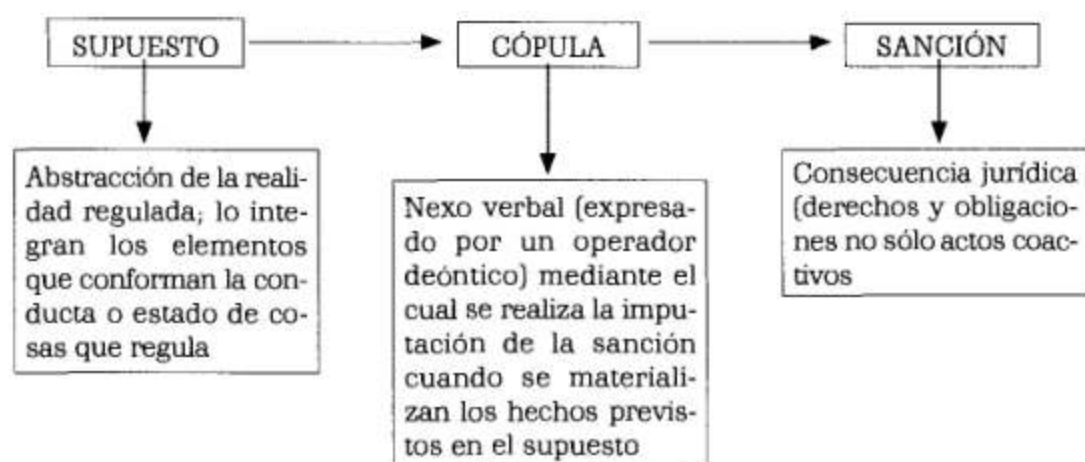 SUPUESTO
CÓPULA
SANCIÓN
Abstracción de la reali-
dad regulada; lo inte-
gran los elementos
que conforman la con-
ducta o estado de co-
sas que regula
Nexo verbal (expresa-
do por un operador
deóntico) mediante el
cual se realiza la impu-
tación de la sanción
cuando se materiali-
zan los hechos previs-
tos en el supuesto
Consecuencia jurídica
(derechos y obligacio-
nes no sólo actos coac-
tivos